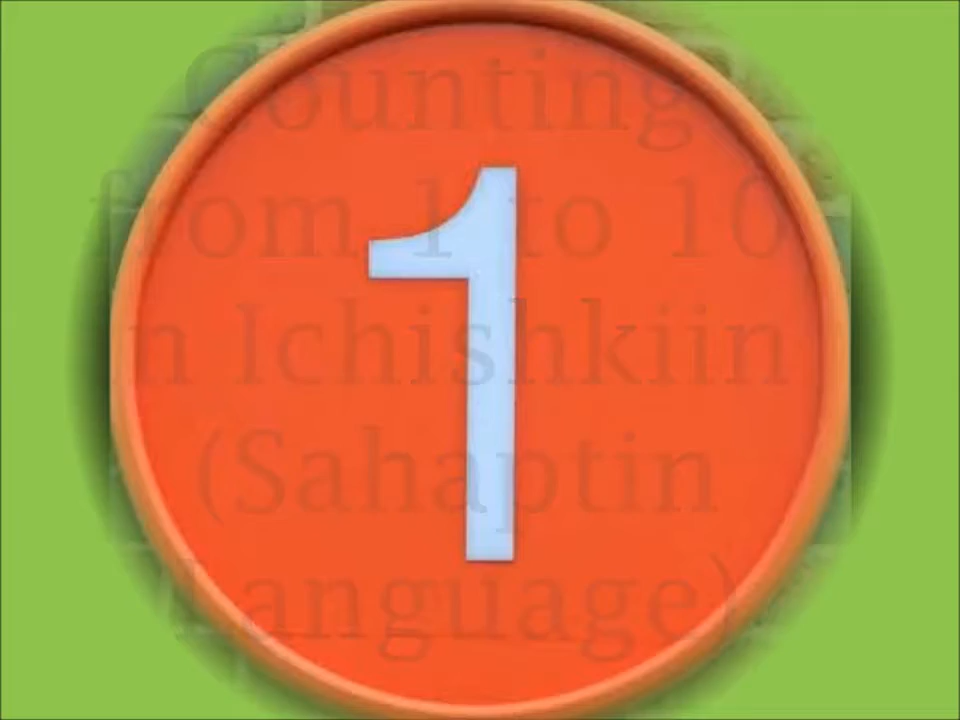 Counting
from 1 to 10
in Ichishkiin
(Sahaptin
Language)
1